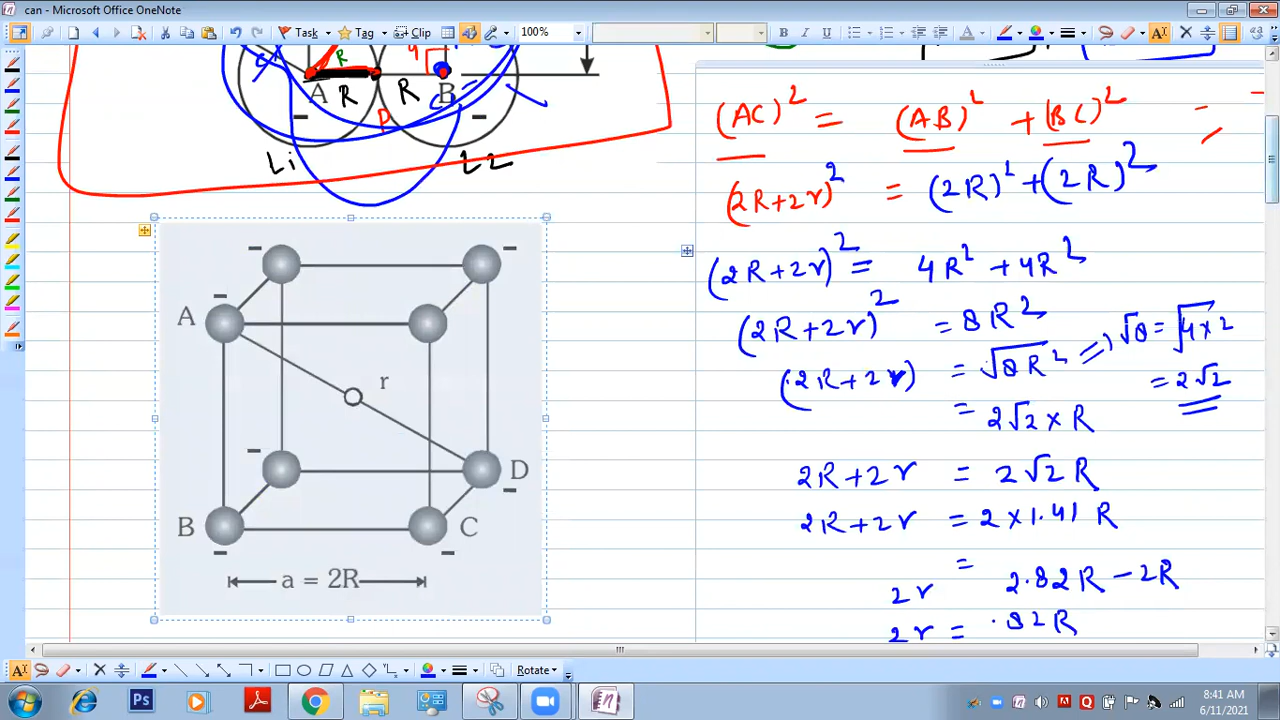 can - Microsoft OneNote
Task
Tag
Clip
100%
B
R
A R R B
P
Li L2
(AC)² = (AB)² + (BC)² =
(2R+2r)² = (2R)² + (2R)²
(2R+2r)² = 4R² + 4R²
(2R+2r)² = 8R²
(2R+2r) = √8R² => √8 = √4×2
= 2√2
= 2√2 × R
2R+2r = 2√2 R
2R+2r = 2×1.41 R
2r = 2.82R - 2R
2r = .82R
A
r
D
B
C
a = 2R
Rotate
Ps
8:41 AM
6/11/2021